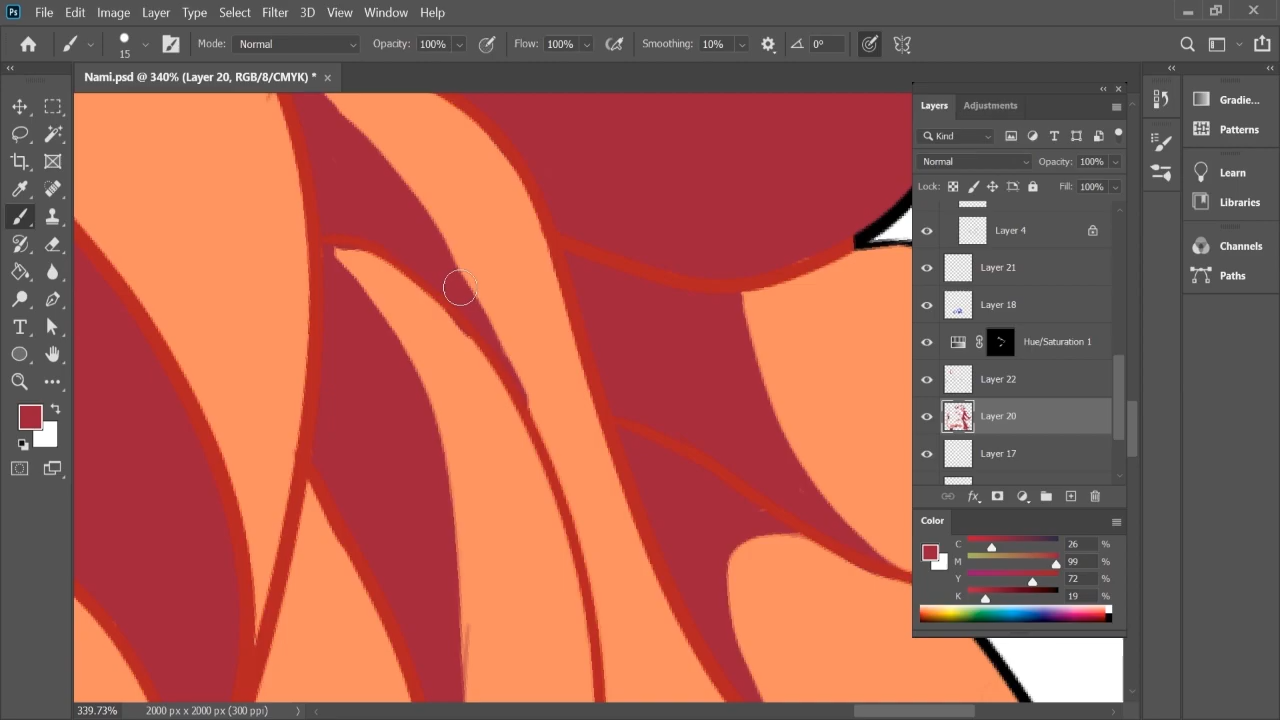 Ps File Edit Image Layer Type Select Filter 3D View Window Help
15 Mode: Normal Opacity: 100% Flow: 100% Smoothing: 10% 0°
Nami.psd @ 340% (Layer 20, RGB/8/CMYK) * ×
Layers Adjustments
Kind
Normal Opacity: 100%
Lock: Fill: 100%
Layer 4
Layer 21
Layer 18
Hue/Saturation 1
Layer 22
Layer 20
Layer 17
fx
Color
C 26 %
M 99 %
Y 72 %
K 19 %
Gradie...
Patterns
Learn
Libraries
Channels
Paths
339.73% 2000 px x 2000 px (300 ppi)